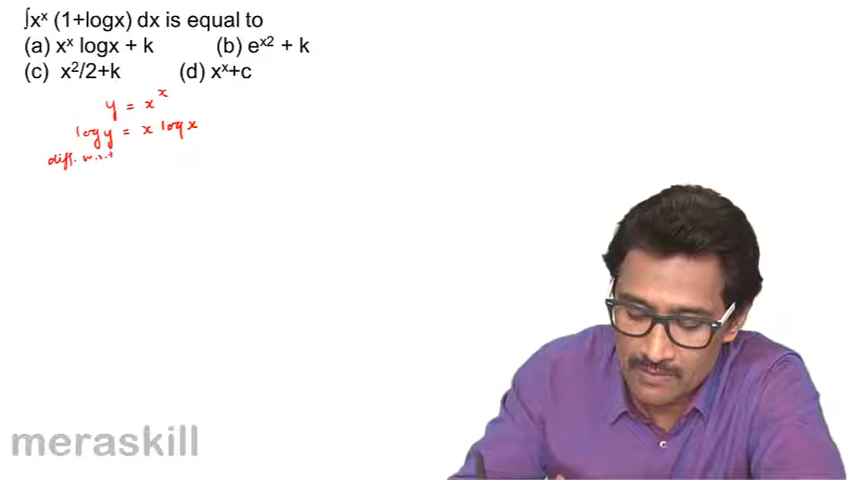 ∫xˣ (1+logx) dx is equal to
(a) xˣ logx + k (b) eˣ² + k
(c) x²/2+k (d) xˣ+c
y = xˣ
log y = x log x
diff. w.r.t
meraskill